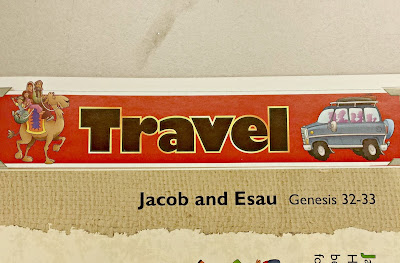 Travel
Jacob and Esau Genesis 32-33